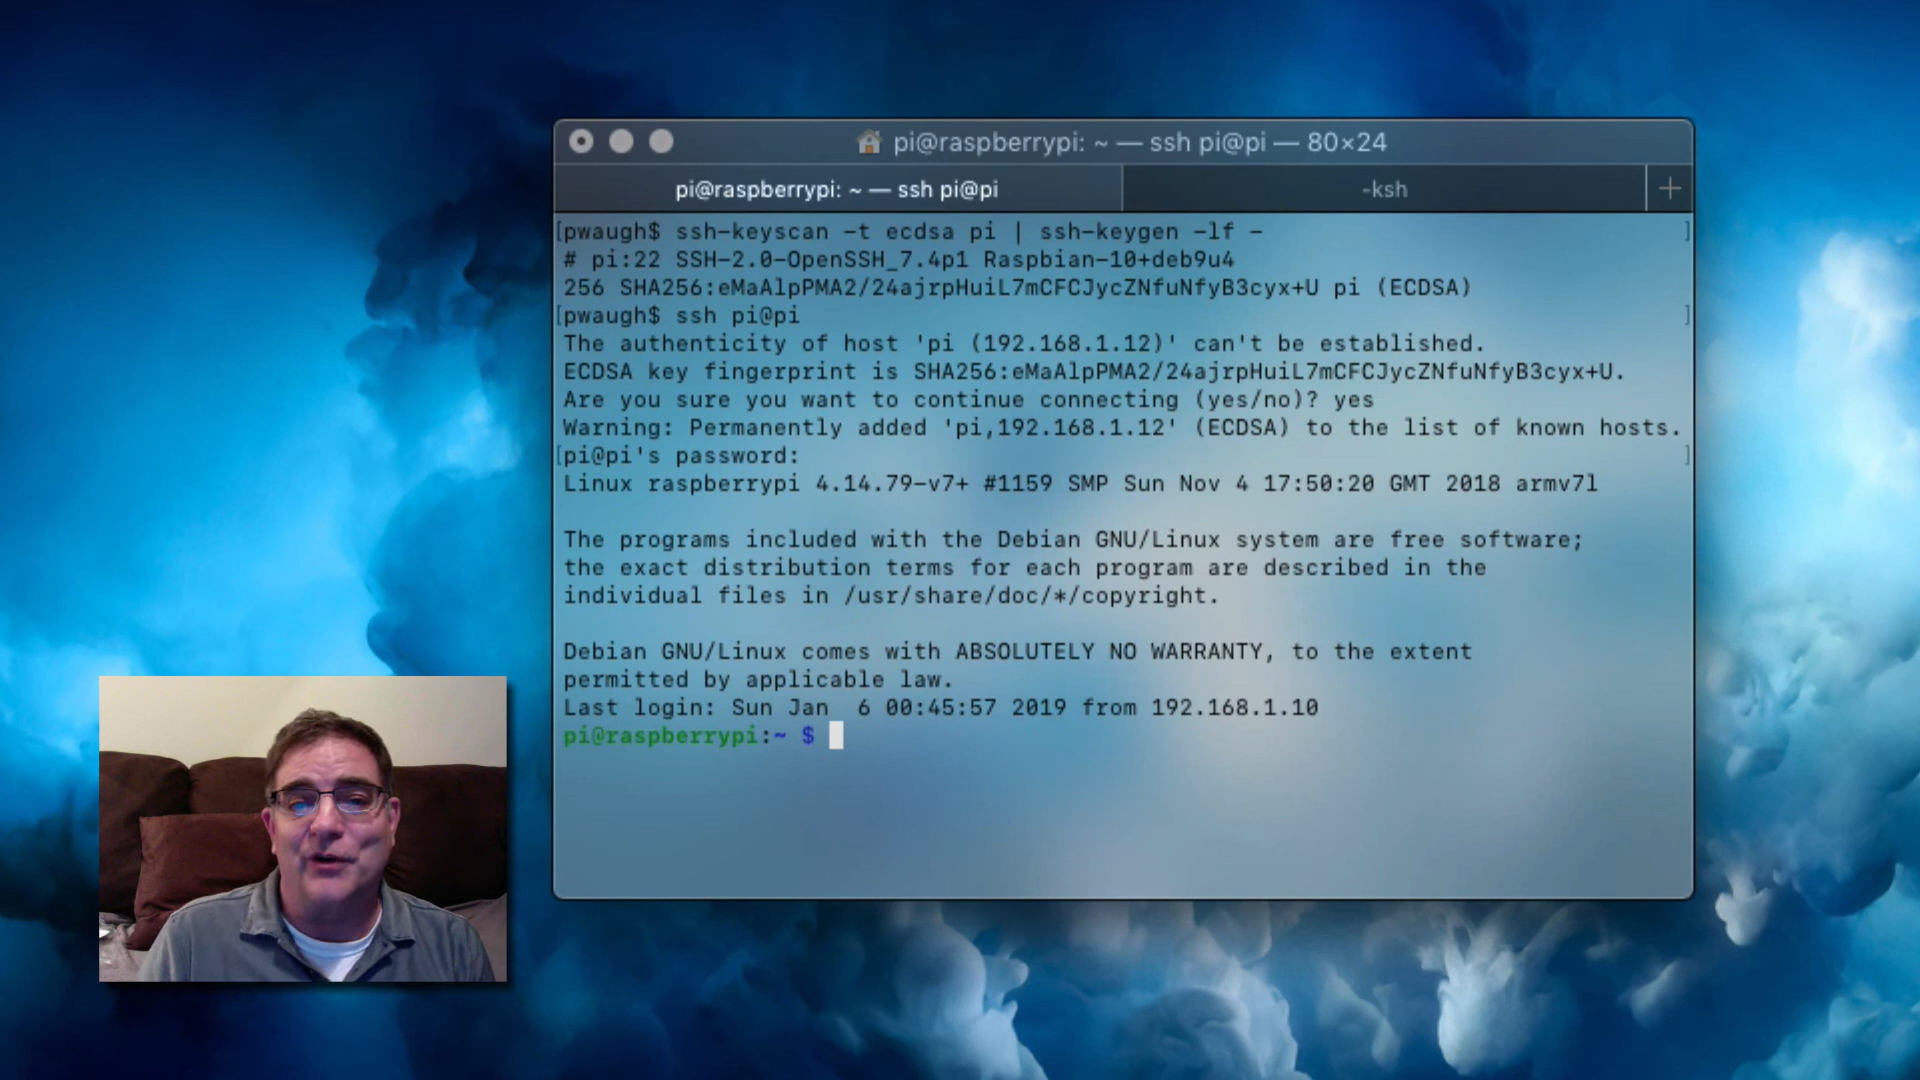 pi@raspberrypi: ~ — ssh pi@pi — 80×24
pi@raspberrypi: ~ — ssh pi@pi
-ksh
[pwaugh$ ssh-keyscan -t ecdsa pi | ssh-keygen -lf - ]
# pi:22 SSH-2.0-OpenSSH_7.4p1 Raspbian-10+deb9u4
256 SHA256:eMaAlpPMA2/24ajrpHuiL7mCFCJycZNfuNfyB3cyx+U pi (ECDSA)
[pwaugh$ ssh pi@pi ]
The authenticity of host 'pi (192.168.1.12)' can't be established.
ECDSA key fingerprint is SHA256:eMaAlpPMA2/24ajrpHuiL7mCFCJycZNfuNfyB3cyx+U.
Are you sure you want to continue connecting (yes/no)? yes
Warning: Permanently added 'pi,192.168.1.12' (ECDSA) to the list of known hosts.
[pi@pi's password: ]
Linux raspberrypi 4.14.79-v7+ #1159 SMP Sun Nov 4 17:50:20 GMT 2018 armv7l
The programs included with the Debian GNU/Linux system are free software;
the exact distribution terms for each program are described in the
individual files in /usr/share/doc/*/copyright.
Debian GNU/Linux comes with ABSOLUTELY NO WARRANTY, to the extent
permitted by applicable law.
Last login: Sun Jan  6 00:45:57 2019 from 192.168.1.10
pi@raspberrypi:~ $